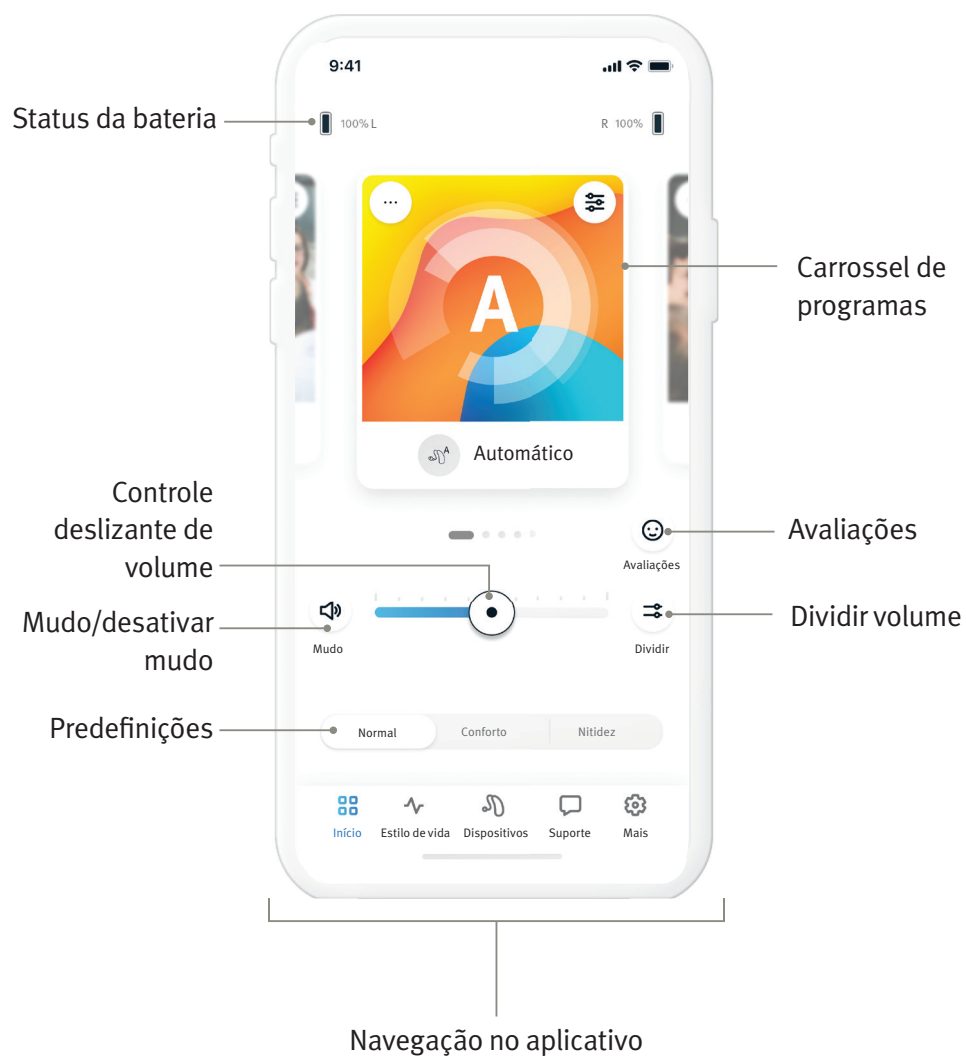 9:41
Status da bateria
100% L
R 100%
...
A
Carrossel de
programas
A
Automático
Controle
deslizante de
volume
Avaliações
Avaliações
Mudo/desativar
mudo
Mudo
Dividir
Dividir volume
Predefinições
Normal
Conforto
Nitidez
Início
Estilo de vida
Dispositivos
Suporte
Mais
Navegação no aplicativo